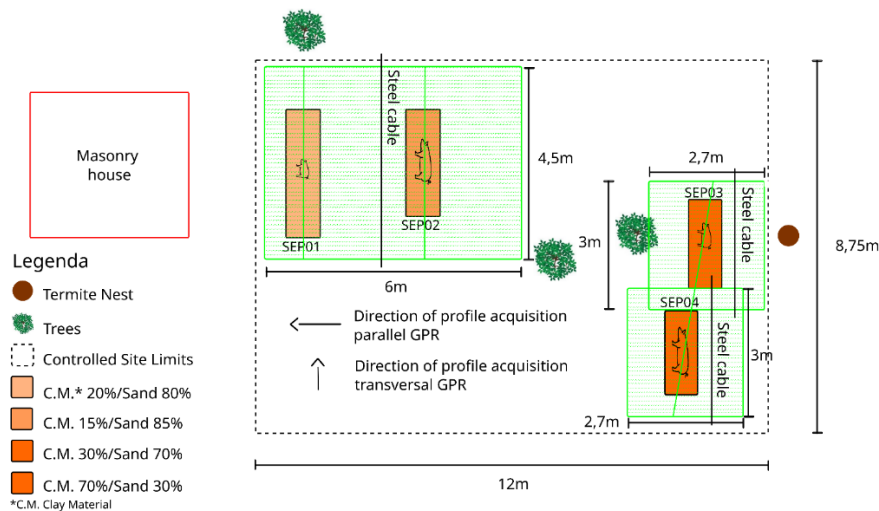 Steel cable
4,5m
2,7m
Masonry
house
SEP03
Steel cable
SEP02
SEP01
3m
8,75m
Legenda
6m
Termite Nest
SEP04
Direction of profile acquisition
parallel GPR
Trees
Steel cable
3m
Controlled Site Limits
Direction of profile acquisition
transversal GPR
C.M.* 20%/Sand 80%
C.M. 15%/Sand 85%
2,7m
C.M. 30%/Sand 70%
12m
C.M. 70%/Sand 30%
*C.M. Clay Material